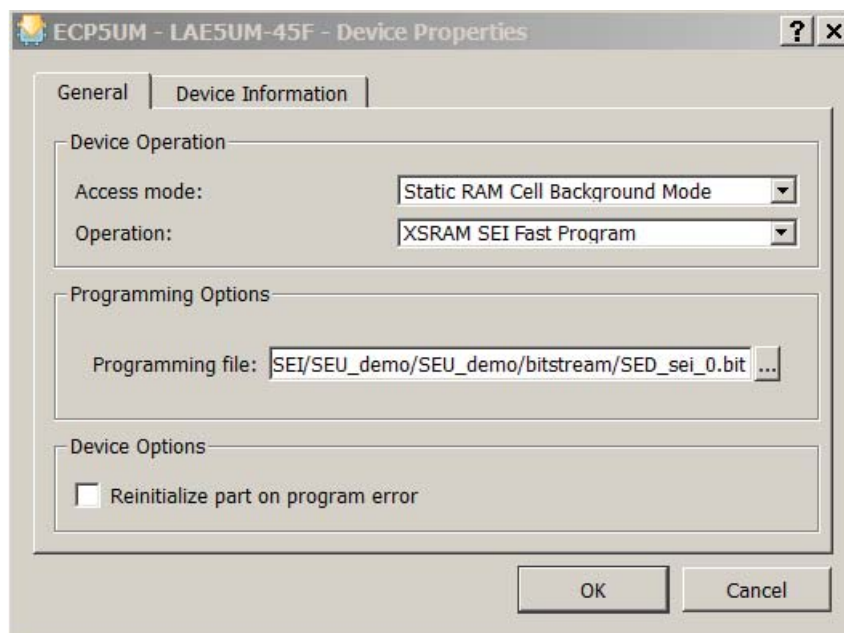 ECP5UM - LAE5UM-45F - Device Properties ? ×
General Device Information
Device Operation
Access mode: Static RAM Cell Background Mode
Operation: XSRAM SEI Fast Program
Programming Options
Programming file: SEI/SEU_demo/SEU_demo/bitstream/SED_sei_0.bit ...
Device Options
Reinitialize part on program error
OK Cancel